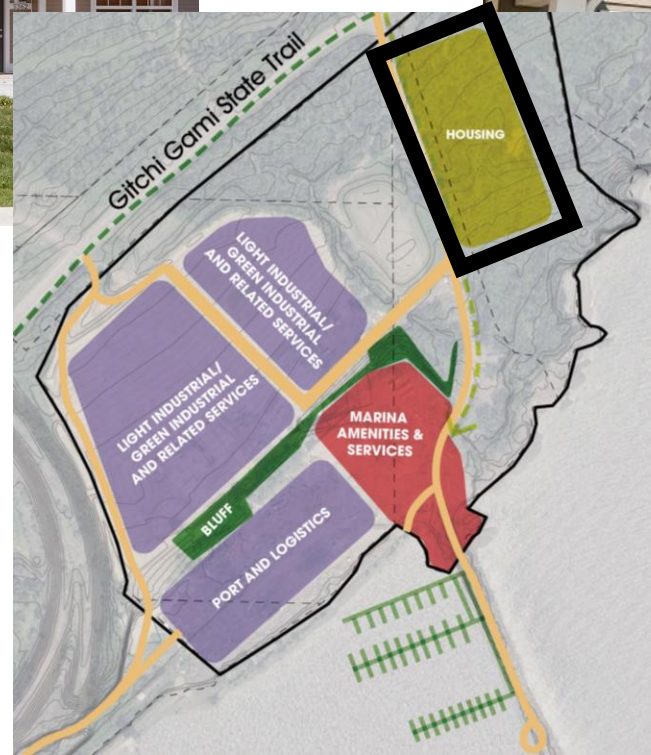 Gitchi Gami State Trail
HOUSING
LIGHT INDUSTRIAL/
GREEN INDUSTRIAL
AND RELATED SERVICES
LIGHT INDUSTRIAL/
GREEN INDUSTRIAL
AND RELATED SERVICES
MARINA
AMENITIES &
SERVICES
BLUFF
PORT AND LOGISTICS